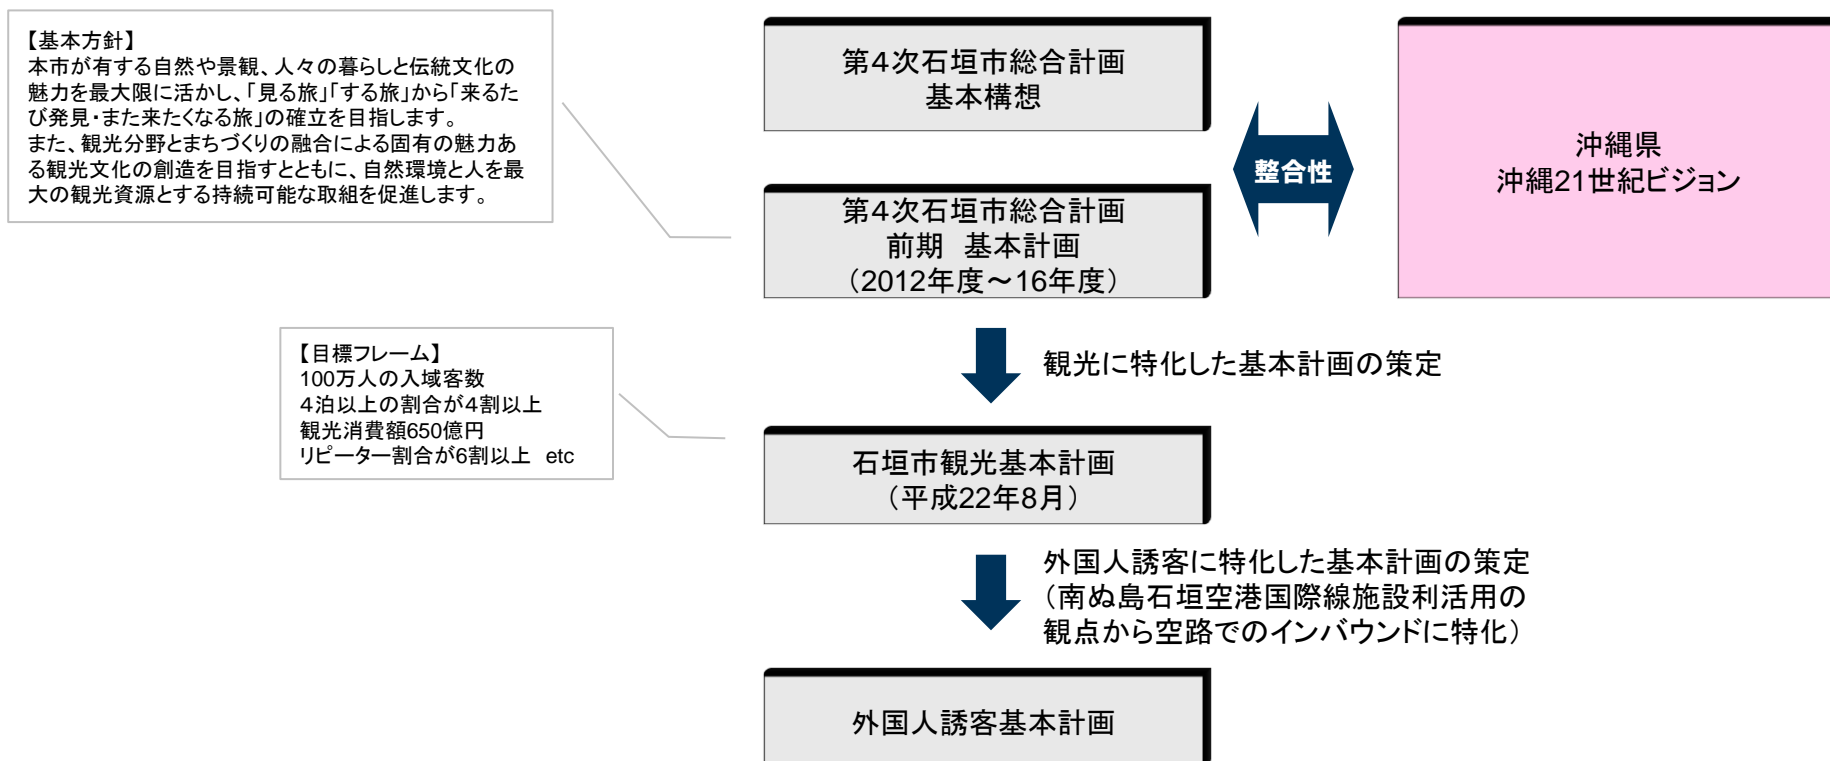 【基本方針】
本市が有する自然や景観、人々の暮らしと伝統文化の
魅力を最大限に活かし、「見る旅」「する旅」から「来るた
び発見・また来たくなる旅」の確立を目指します。
また、観光分野とまちづくりの融合による固有の魅力あ
る観光文化の創造を目指すとともに、自然環境と人を最
大の観光資源とする持続可能な取組を促進します。
第4次石垣市総合計画
基本構想
整合性
沖縄県
沖縄21世紀ビジョン
第4次石垣市総合計画
前期　基本計画
（2012年度～16年度）
観光に特化した基本計画の策定
【目標フレーム】
100万人の入域客数
４泊以上の割合が４割以上
観光消費額650億円
リピーター割合が6割以上　etc
石垣市観光基本計画
（平成22年8月）
外国人誘客に特化した基本計画の策定
（南ぬ島石垣空港国際線施設利活用の
観点から空路でのインバウンドに特化）
外国人誘客基本計画